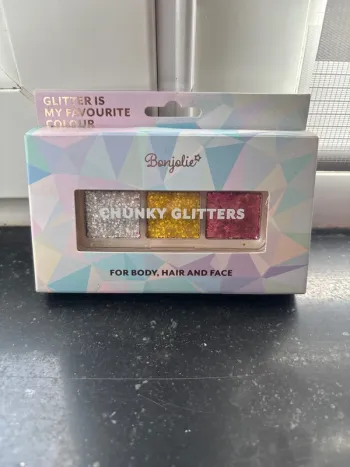 GLITTER IS
MY FAVOURITE
COLOUR
Bonjolie
CHUNKY GLITTERS
FOR BODY, HAIR AND FACE